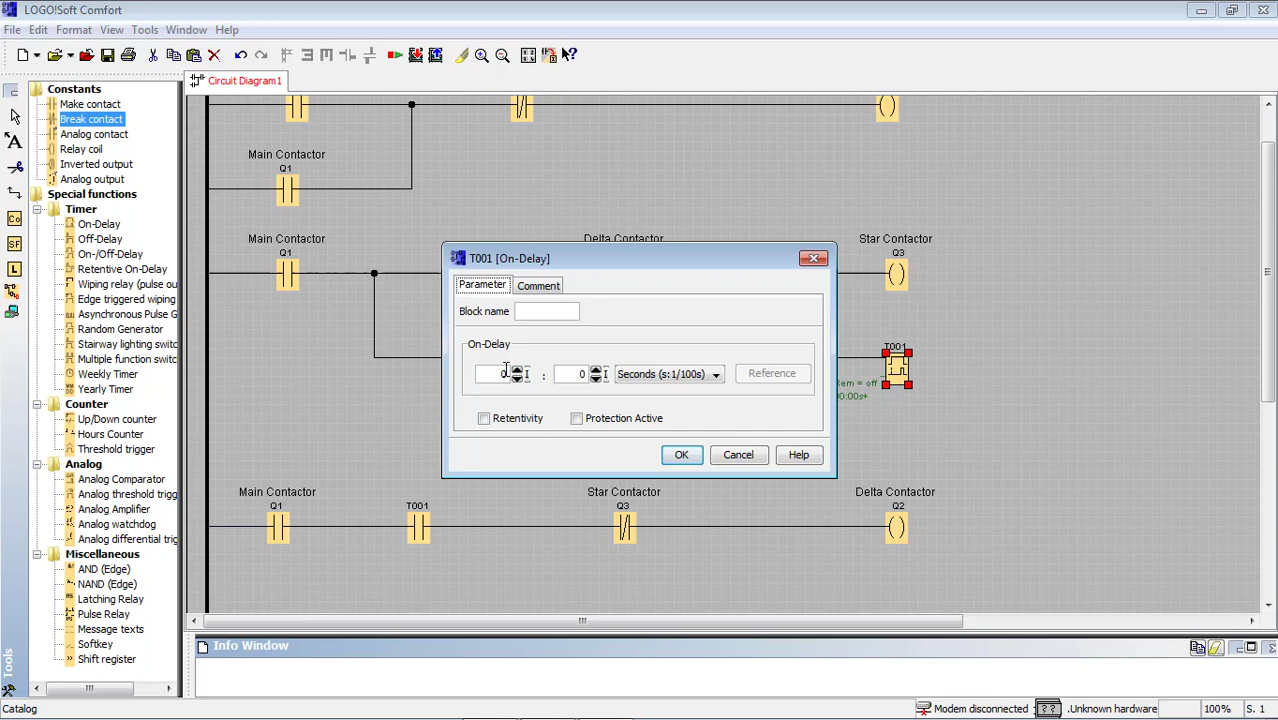 LOGO!Soft Comfort
File Edit Format View Tools Window Help
Circuit Diagram1
Constants
Make contact
Break contact
Analog contact
Relay coil
Inverted output
Analog output
Special functions
Timer
On-Delay
Off-Delay
On-/Off-Delay
Retentive On-Delay
Wiping relay (pulse ou
Edge triggered wiping
Asynchronous Pulse G
Random Generator
Stairway lighting switc
Multiple function switc
Weekly Timer
Yearly Timer
Counter
Up/Down counter
Hours Counter
Threshold trigger
Analog
Analog Comparator
Analog threshold trig
Analog Amplifier
Analog watchdog
Analog differential trig
Miscellaneous
AND (Edge)
NAND (Edge)
Latching Relay
Pulse Relay
Message texts
Softkey
Shift register
Tools
Main Contactor
Q1
Main Contactor
Q1
Delta Contactor
Star Contactor
Q3
T001
Rem = off
00:00s+
Main Contactor
Q1
T001
Star Contactor
Q3
Delta Contactor
Q2
T001 [On-Delay]
Parameter Comment
Block name
On-Delay
0 : 0 Seconds (s:1/100s) Reference
Retentivity Protection Active
OK Cancel Help
Info Window
Catalog
Modem disconnected ?? .Unknown hardware 100% S. 1